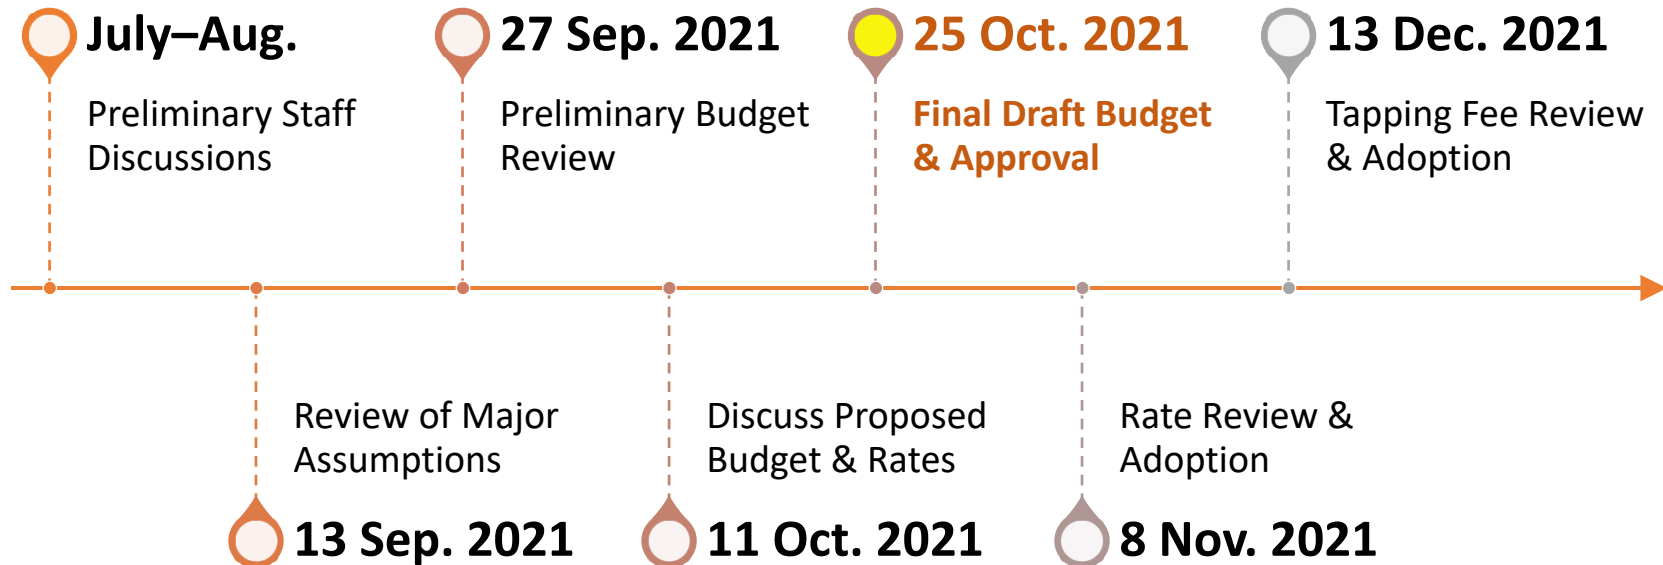 July–Aug.
Preliminary Staff
Discussions
27 Sep. 2021
Preliminary Budget
Review
25 Oct. 2021
Final Draft Budget
& Approval
13 Dec. 2021
Tapping Fee Review
& Adoption
Review of Major
Assumptions
13 Sep. 2021
Discuss Proposed
Budget & Rates
11 Oct. 2021
Rate Review &
Adoption
8 Nov. 2021